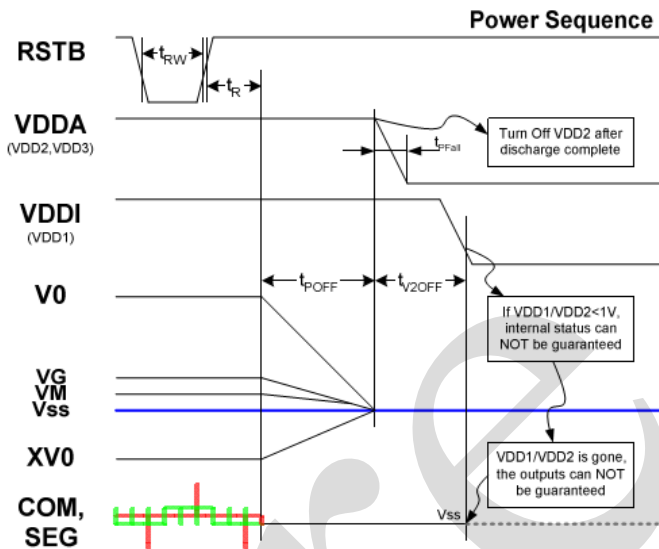 Power Sequence
RSTB
tRW
tR
VDDA
(VDD2,VDD3)
tPFall
Turn Off VDD2 after
discharge complete
VDDI
(VDD1)
tPOFF
tV2OFF
V0
If VDD1/VDD2<1V,
internal status can
NOT be guaranteed
VG
VM
Vss
XV0
VDD1/VDD2 is gone,
the outputs can NOT
be guaranteed
COM,
SEG
Vss